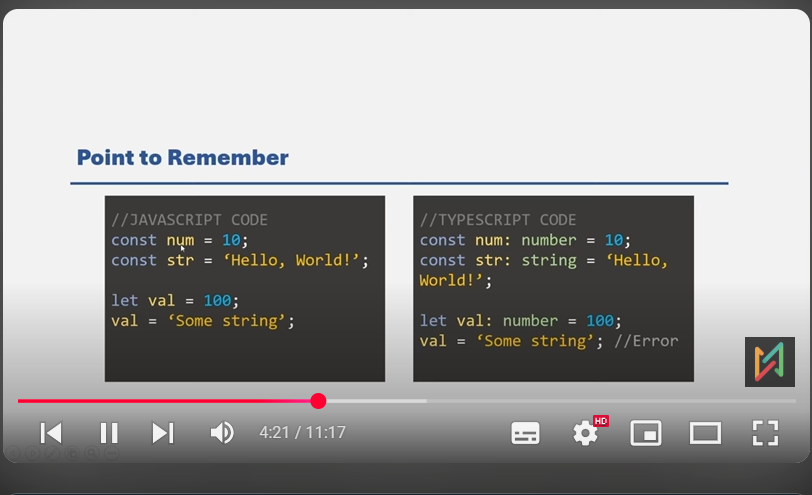 Point to Remember
//JAVASCRIPT CODE
const num = 10;
const str = ‘Hello, World!’;
let val = 100;
val = ‘Some string’;
//TYPESCRIPT CODE
const num: number = 10;
const str: string = ‘Hello,
World!’;
let val: number = 100;
val = ‘Some string’; //Error
4:21 / 11:17
HD